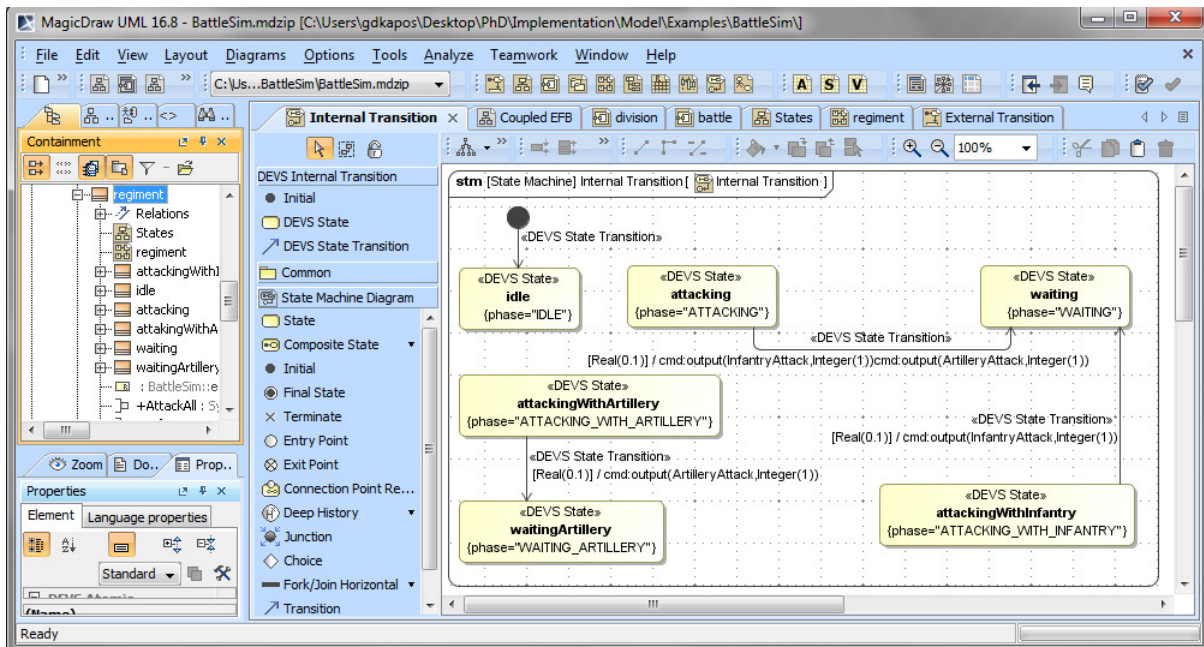 MagicDraw UML 16.8 - BattleSim.mdzip [C:\Users\gdkapos\Desktop\PhD\Implementation\Model\Examples\BattleSim\]
File Edit View Layout Diagrams Options Tools Analyze Teamwork Window Help
C:\Us...BattleSim\BattleSim.mdzip
A S V
Internal Transition
Coupled EFB
division
battle
States
regiment
External Transition
Containment
100%
regiment
Relations
States
regiment
attackingWithI
idle
attacking
attakingWithA
waiting
waitingArtillery
: BattleSim::e
+AttackAll : Sy
Zoom
Do..
Prop..
Properties
Element
Language properties
Standard
DEVS Atomic
(Name)
Ready
DEVS Internal Transition
Initial
DEVS State
DEVS State Transition
Common
State Machine Diagram
State
Composite State
Initial
Final State
Terminate
Entry Point
Exit Point
Connection Point Re...
Deep History
Junction
Choice
Fork/Join Horizontal
Transition
stm [State Machine] Internal Transition [ Internal Transition ]
«DEVS State Transition»
«DEVS State»
idle
{phase="IDLE"}
«DEVS State»
attacking
{phase="ATTACKING"}
«DEVS State»
waiting
{phase="WAITING"}
«DEVS State Transition»
[Real(0.1)] / cmd:output(InfantryAttack,Integer(1))cmd:output(ArtilleryAttack,Integer(1))
«DEVS State»
attackingWithArtillery
{phase="ATTACKING_WITH_ARTILLERY"}
«DEVS State Transition»
[Real(0.1)] / cmd:output(InfantryAttack,Integer(1))
«DEVS State Transition»
[Real(0.1)] / cmd:output(ArtilleryAttack,Integer(1))
«DEVS State»
waitingArtillery
{phase="WAITING_ARTILLERY"}
«DEVS State»
attackingWithInfantry
{phase="ATTACKING_WITH_INFANTRY"}